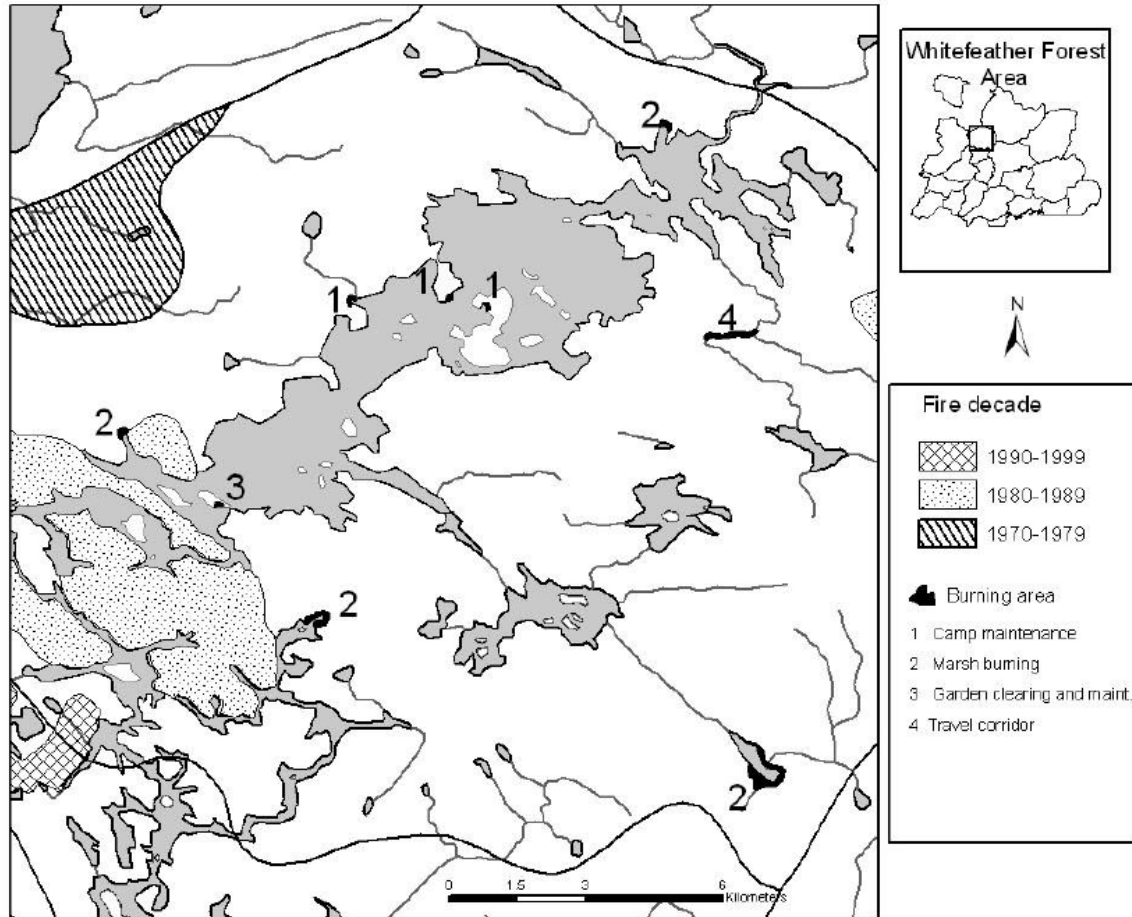 Whitefeather Forest
Area
N
Fire decade
1990-1999
1980-1989
1970-1979
Burning area
1 Camp maintenance
2 Marsh burning
3 Garden clearing and maint.
4 Travel corridor
2
1
1
1
4
2
3
2
2
0 1.5 3 6
Kilometers